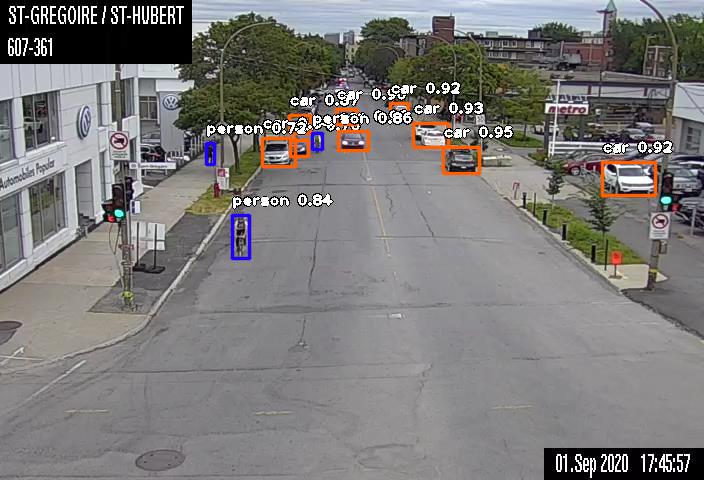 ST-GREGOIRE / ST-HUBERT
607-361
car 0.92
car 0.93
0.86
car 0.95
person 0.72
car 0.92
person 0.84
metro
Automobiles Popular
01.Sep 2020 17:45:57